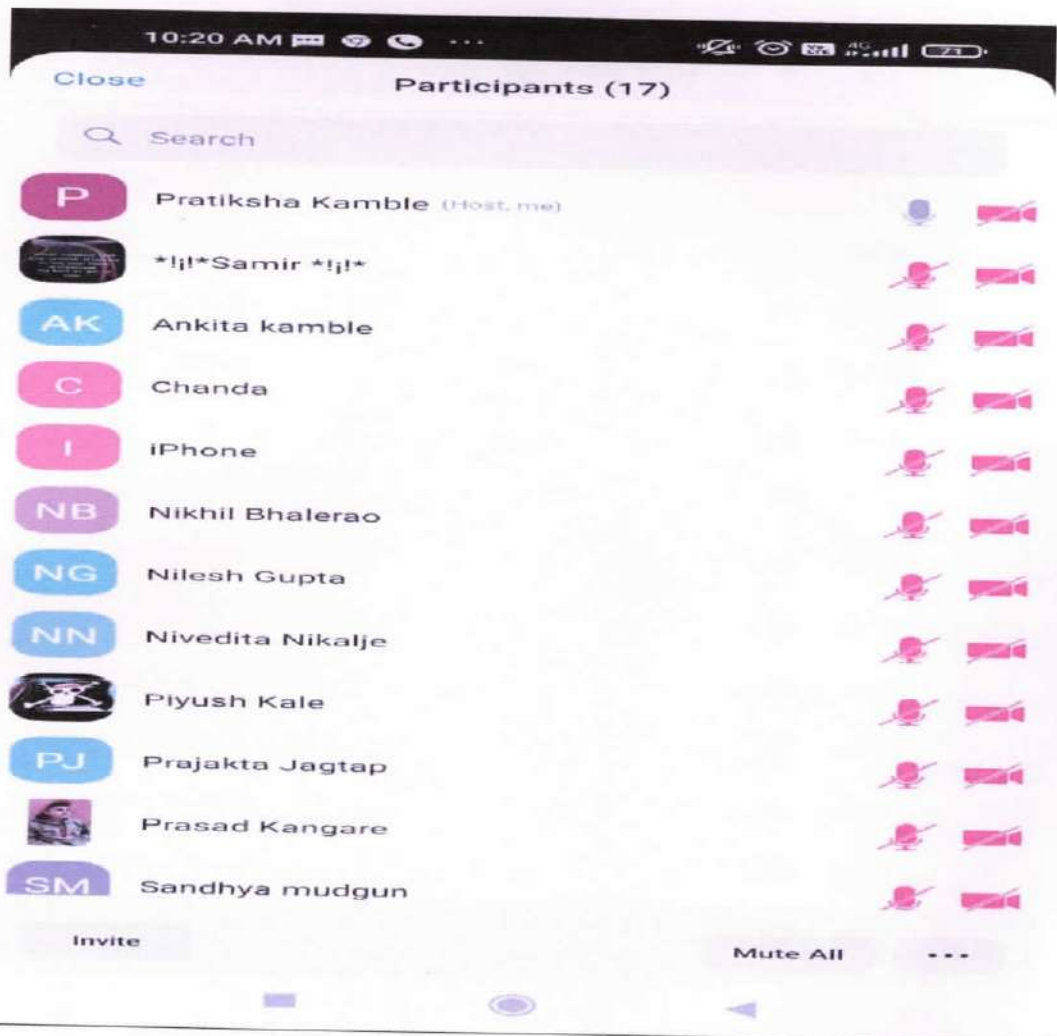 10:20 AM ...
4G 71
Close Participants (17)
Search
P Pratiksha Kamble (Host, me)
*!¡!*Samir *!¡!*
AK Ankita kamble
C Chanda
I iPhone
NB Nikhil Bhalerao
NG Nilesh Gupta
NN Nivedita Nikalje
Piyush Kale
PJ Prajakta Jagtap
Prasad Kangare
SM Sandhya mudgun
Invite Mute All ...